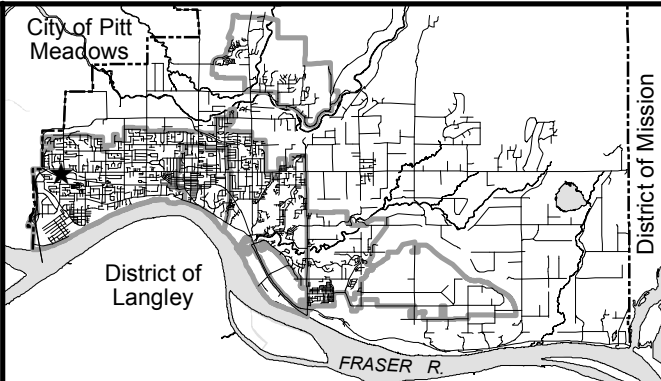 City of Pitt
Meadows
District of Mission
District of
Langley
FRASER R.